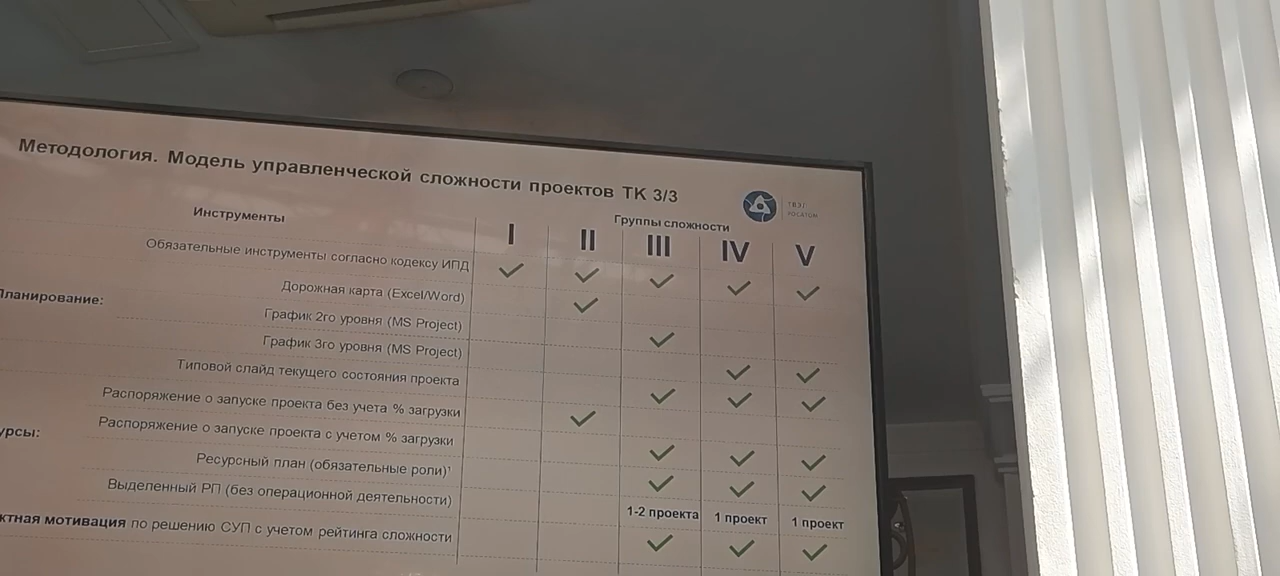 Методология. Модель управленческой сложности проектов ТК 3/3
ТВЭЛ
РОСАТОМ
Инструменты
Группы сложности
I II III IV V
Обязательные инструменты согласно кодексу ИПД ✓ ✓ ✓ ✓ ✓
Дорожная карта (Excel/Word) ✓
Планирование:
График 2го уровня (MS Project) ✓
График 3го уровня (MS Project) ✓ ✓
Типовой слайд текущего состояния проекта ✓ ✓ ✓
Распоряжение о запуске проекта без учета % загрузки ✓
урсы:
Распоряжение о запуске проекта с учетом % загрузки ✓ ✓ ✓
Ресурсный план (обязательные роли)¹ ✓ ✓ ✓
Выделенный РП (без операционной деятельности) 1-2 проекта 1 проект 1 проект
ктная мотивация по решению СУП с учетом рейтинга сложности ✓ ✓ ✓